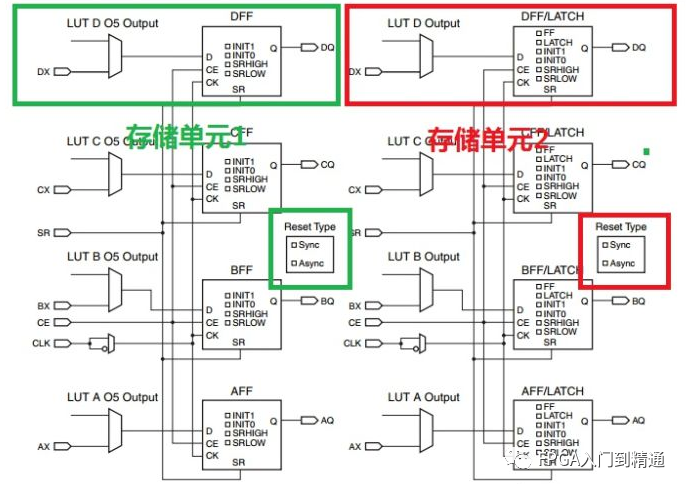 LUT D O5 Output
DFF
DX
D
CE
CK
INIT1
INIT0
SRHIGH
SRLOW
SR
Q
DQ
存储单元1
LUT C O5 Output
CFF
CX
D
CE
CK
INIT1
INIT0
SRHIGH
SRLOW
SR
Q
CQ
SR
Reset Type
Sync
Async
LUT B O5 Output
BFF
BX
CE
CLK
D
CE
CK
INIT1
INIT0
SRHIGH
SRLOW
SR
Q
BQ
LUT A O5 Output
AFF
AX
D
CE
CK
INIT1
INIT0
SRHIGH
SRLOW
SR
Q
AQ
LUT D Output
DFF/LATCH
DX
D
CE
CK
FF
LATCH
INIT1
INIT0
SRHIGH
SRLOW
SR
Q
DQ
存储单元2
LUT C Output
CFF/LATCH
CX
D
CE
CK
FF
LATCH
INIT1
INIT0
SRHIGH
SRLOW
SR
Q
CQ
SR
Reset Type
Sync
Async
LUT B Output
BFF/LATCH
BX
CE
CLK
D
CE
CK
FF
LATCH
INIT1
INIT0
SRHIGH
SRLOW
SR
Q
BQ
LUT A Output
AFF/LATCH
AX
D
CE
CK
FF
LATCH
INIT1
INIT0
SRHIGH
SRLOW
SR
Q
AQ
FPGA入门到精通